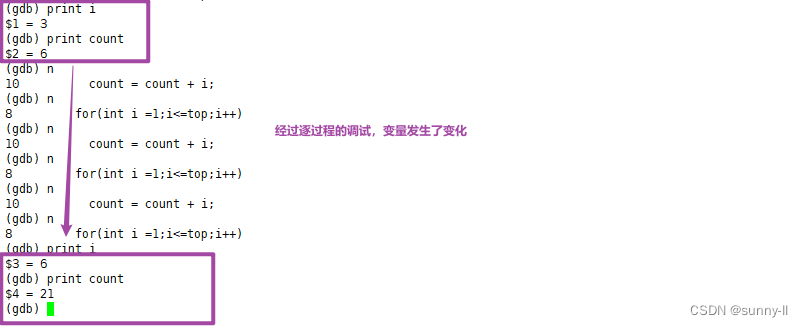 (gdb) print i
$1 = 3
(gdb) print count
$2 = 6
(gdb) n
10          count = count + i;
(gdb) n
8         for(int i =1;i<=top;i++)
(gdb) n
10          count = count + i;
(gdb) n
8         for(int i =1;i<=top;i++)
(gdb) n
10          count = count + i;
(gdb) n
8         for(int i =1;i<=top;i++)
(gdb) print i
$3 = 6
(gdb) print count
$4 = 21
(gdb)
经过逐过程的调试，变量发生了变化
CSDN @sunny-ll